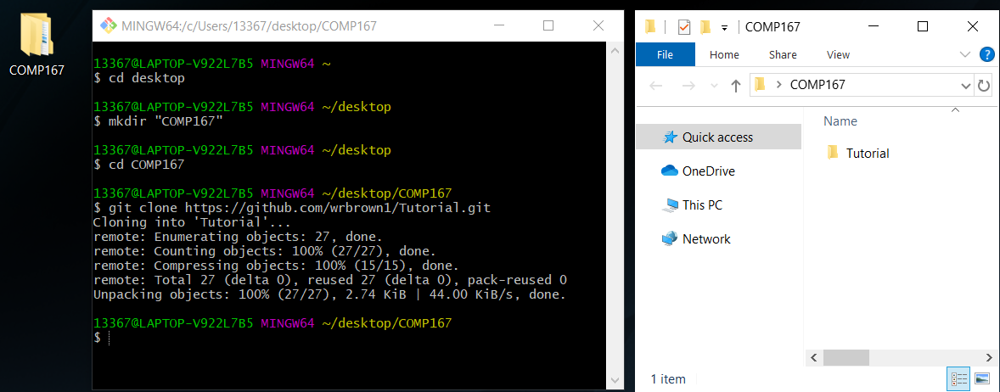 COMP167
MINGW64:/c/Users/13367/desktop/COMP167
13367@LAPTOP-V922L7B5 MINGW64 ~
$ cd desktop
13367@LAPTOP-V922L7B5 MINGW64 ~/desktop
$ mkdir "COMP167"
13367@LAPTOP-V922L7B5 MINGW64 ~/desktop
$ cd COMP167
13367@LAPTOP-V922L7B5 MINGW64 ~/desktop/COMP167
$ git clone https://github.com/wrbrown1/Tutorial.git
Cloning into 'Tutorial'...
remote: Enumerating objects: 27, done.
remote: Counting objects: 100% (27/27), done.
remote: Compressing objects: 100% (15/15), done.
remote: Total 27 (delta 0), reused 27 (delta 0), pack-reused 0
Unpacking objects: 100% (27/27), 2.74 KiB | 44.00 KiB/s, done.
13367@LAPTOP-V922L7B5 MINGW64 ~/desktop/COMP167
$
COMP167
File Home Share View
COMP167
Name
Quick access
Tutorial
OneDrive
This PC
Network
1 item